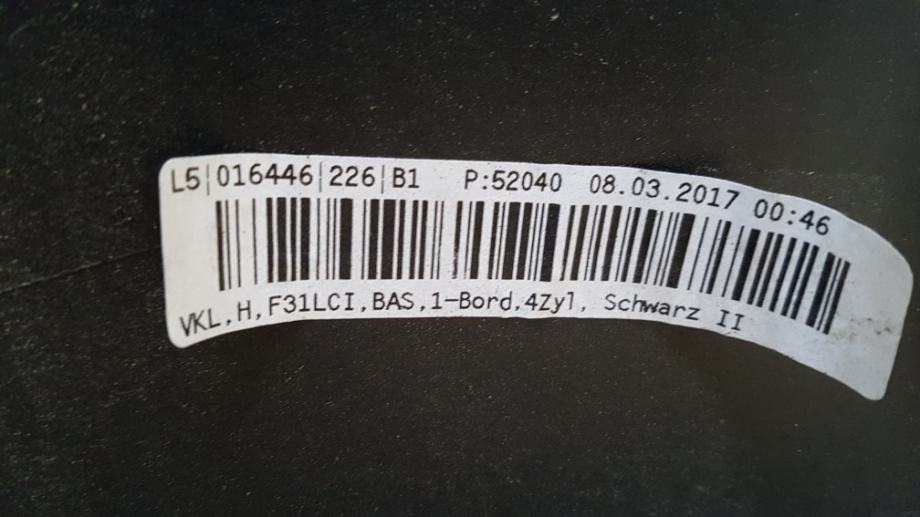 L5|016446|226|B1 P:52040 08.03.2017 00:46
VKL,H,F31LCI,BAS,1-Bord,4Zyl, Schwarz II